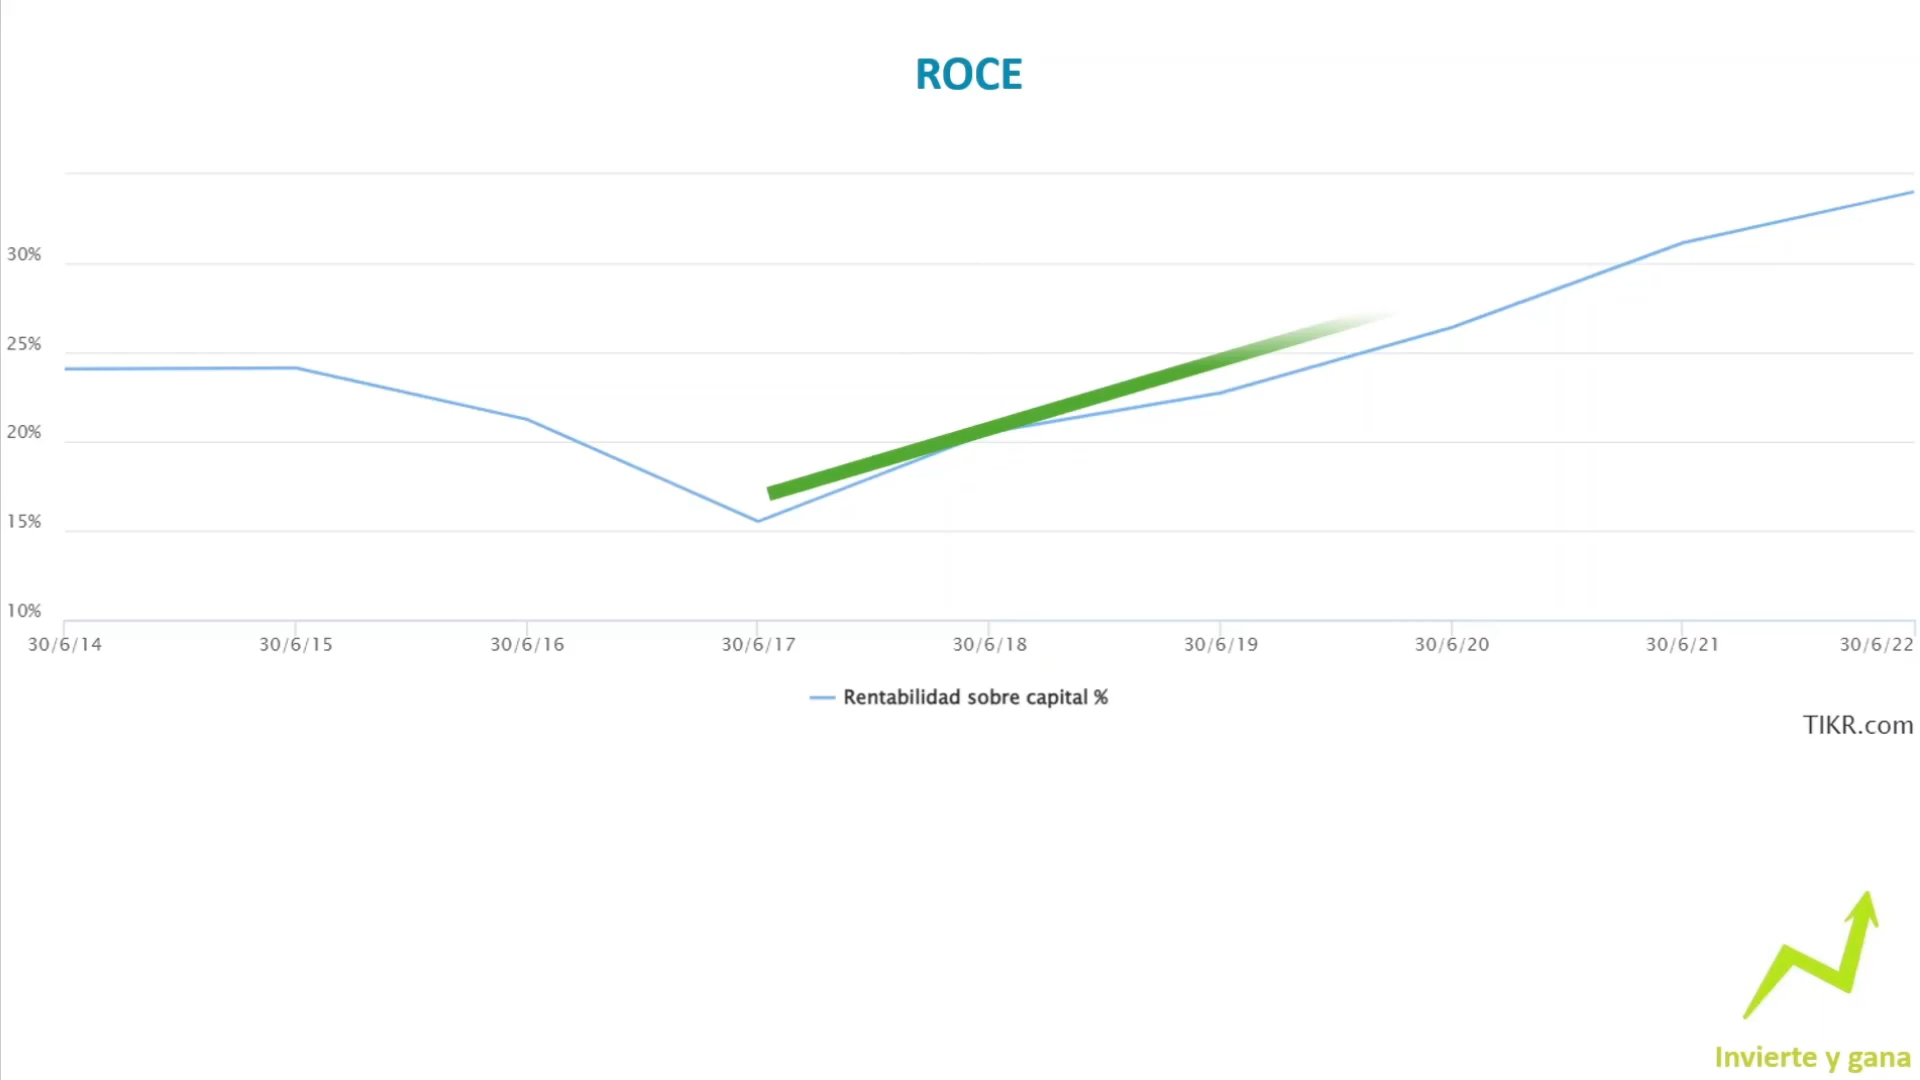 ROCE
30%
25%
20%
15%
10%
30/6/14 30/6/15 30/6/16 30/6/17 30/6/18 30/6/19 30/6/20 30/6/21 30/6/22
Rentabilidad sobre capital %
TIKR.com
Invierte y gana